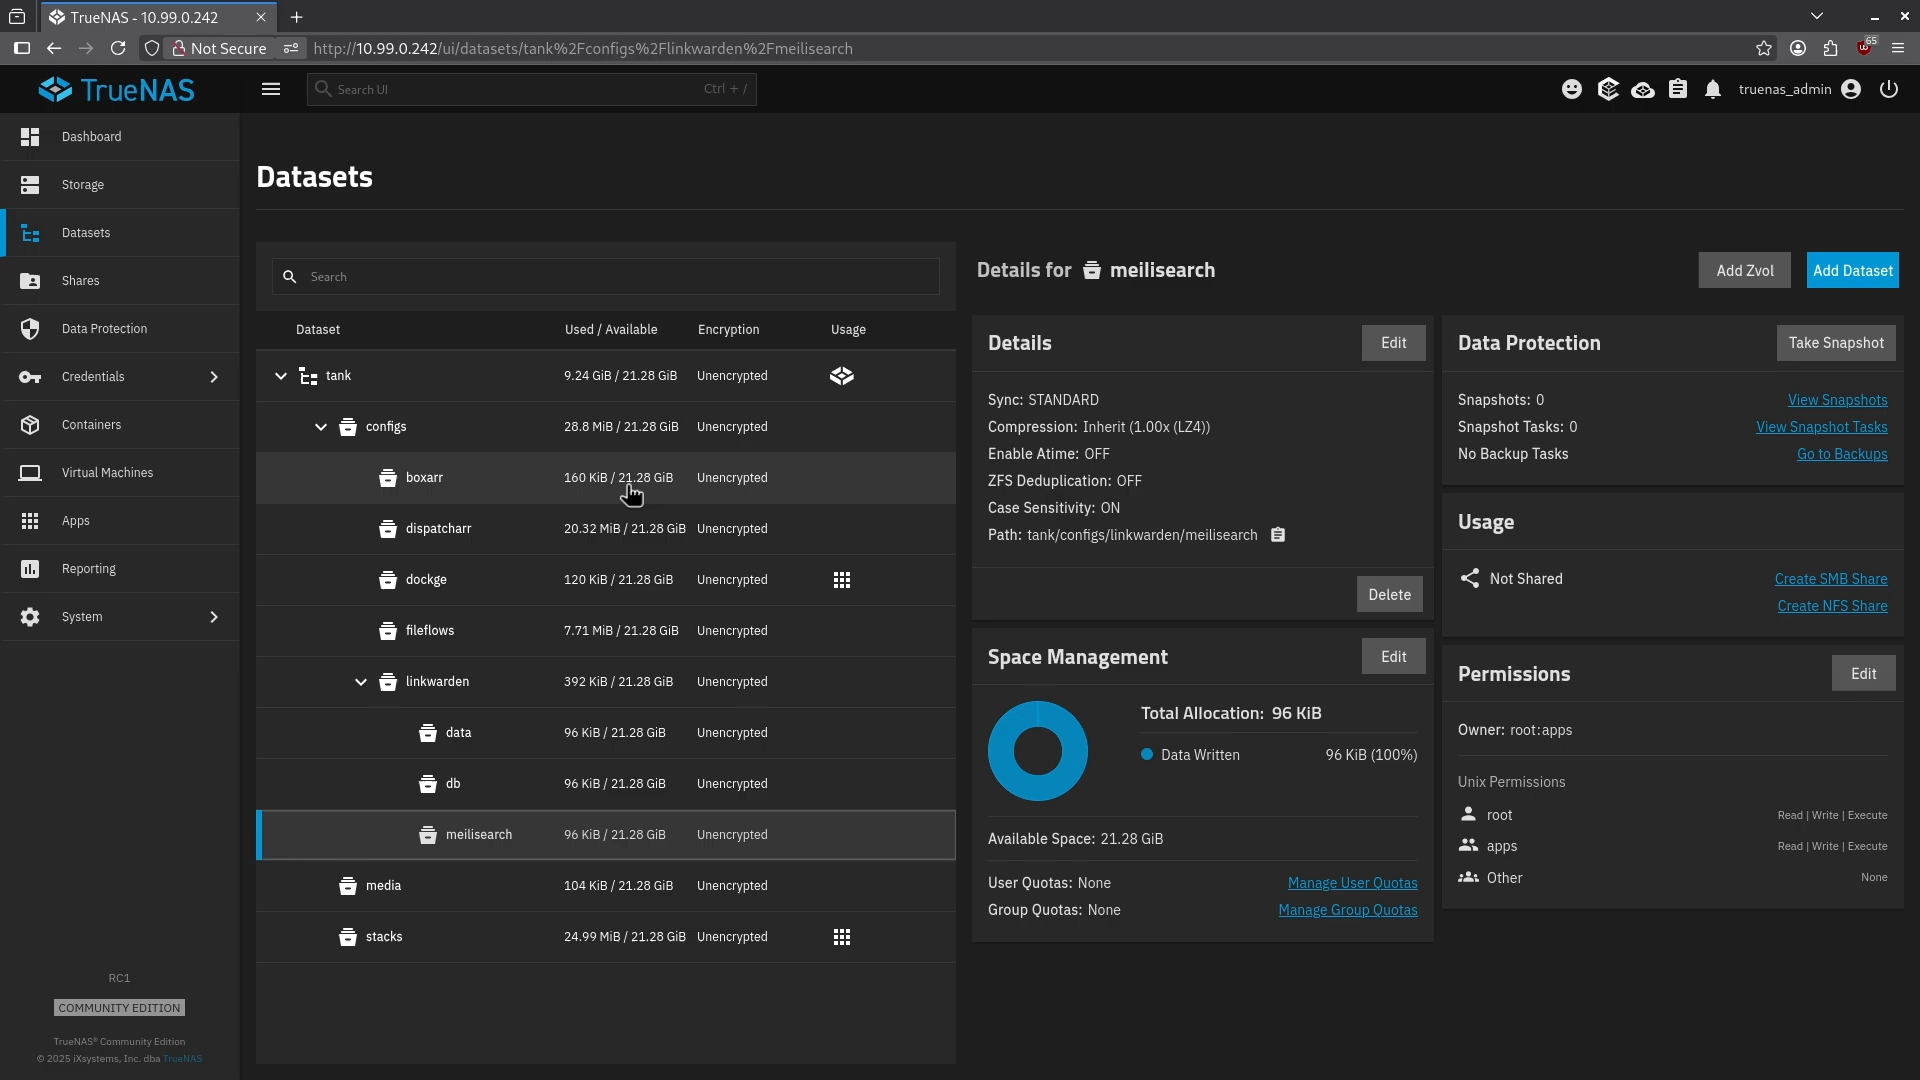 TrueNAS - 10.99.0.242
Not Secure
http://10.99.0.242/ui/datasets/tank%2Fconfigs%2Flinkwarden%2Fmeilisearch
65
TrueNAS
Search UI
Ctrl + /
truenas_admin
Dashboard
Storage
Datasets
Shares
Data Protection
Credentials
Containers
Virtual Machines
Apps
Reporting
System
RC1
COMMUNITY EDITION
TrueNAS® Community Edition
© 2025 iXsystems, Inc. dba TrueNAS
Datasets
Search
Dataset Used / Available Encryption Usage
tank 9.24 GiB / 21.28 GiB Unencrypted
configs 28.8 MiB / 21.28 GiB Unencrypted
boxarr 160 KiB / 21.28 GiB Unencrypted
dispatcharr 20.32 MiB / 21.28 GiB Unencrypted
dockge 120 KiB / 21.28 GiB Unencrypted
fileflows 7.71 MiB / 21.28 GiB Unencrypted
linkwarden 392 KiB / 21.28 GiB Unencrypted
data 96 KiB / 21.28 GiB Unencrypted
db 96 KiB / 21.28 GiB Unencrypted
meilisearch 96 KiB / 21.28 GiB Unencrypted
media 104 KiB / 21.28 GiB Unencrypted
stacks 24.99 MiB / 21.28 GiB Unencrypted
Details for meilisearch
Add Zvol
Add Dataset
Details
Edit
Sync: STANDARD
Compression: Inherit (1.00x (LZ4))
Enable Atime: OFF
ZFS Deduplication: OFF
Case Sensitivity: ON
Path: tank/configs/linkwarden/meilisearch
Delete
Space Management
Edit
Total Allocation: 96 KiB
Data Written 96 KiB (100%)
Available Space: 21.28 GiB
User Quotas: None Manage User Quotas
Group Quotas: None Manage Group Quotas
Data Protection
Take Snapshot
Snapshots: 0 View Snapshots
Snapshot Tasks: 0 View Snapshot Tasks
No Backup Tasks Go to Backups
Usage
Not Shared Create SMB Share
Create NFS Share
Permissions
Edit
Owner: root:apps
Unix Permissions
root Read | Write | Execute
apps Read | Write | Execute
Other None